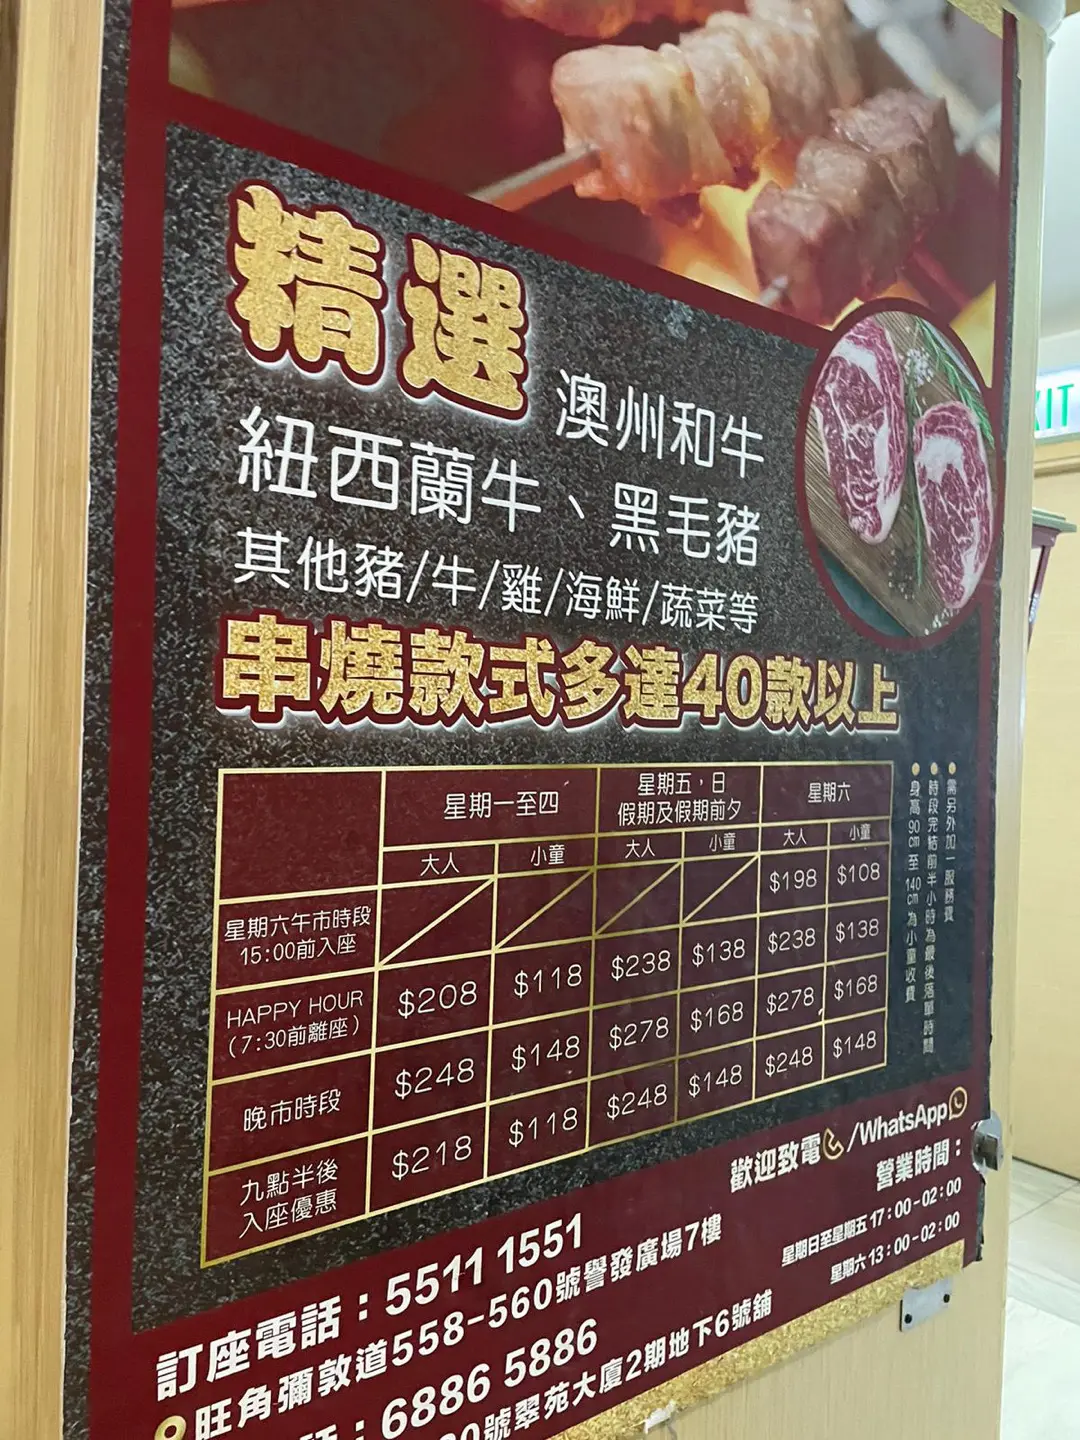 精選
澳州和牛
紐西蘭牛、黑毛豬
其他豬/牛/雞/海鮮/蔬菜等
串燒款式多達40款以上
星期一至四 星期五，日 假期及假期前夕 星期六
大人 小童 大人 小童 大人 小童
星期六午市時段 15:00前入座 $198 $108
HAPPY HOUR (7:30前離座) $208 $118 $238 $138 $238 $138
晚市時段 $248 $148 $278 $168 $278 $168
九點半後 入座優惠 $218 $118 $248 $148 $248 $148
需另外加一服務費
時段完結前半小時為最後落單時間
身高90cm至140cm為小童收費
歡迎致電/WhatsApp
營業時間：
星期日至星期五 17:00-02:00
星期六 13:00-02:00
訂座電話：5511 1551
旺角彌敦道558-560號譽發廣場7樓
話：6886 5886
號翠苑大廈2期地下6號舖
XIT